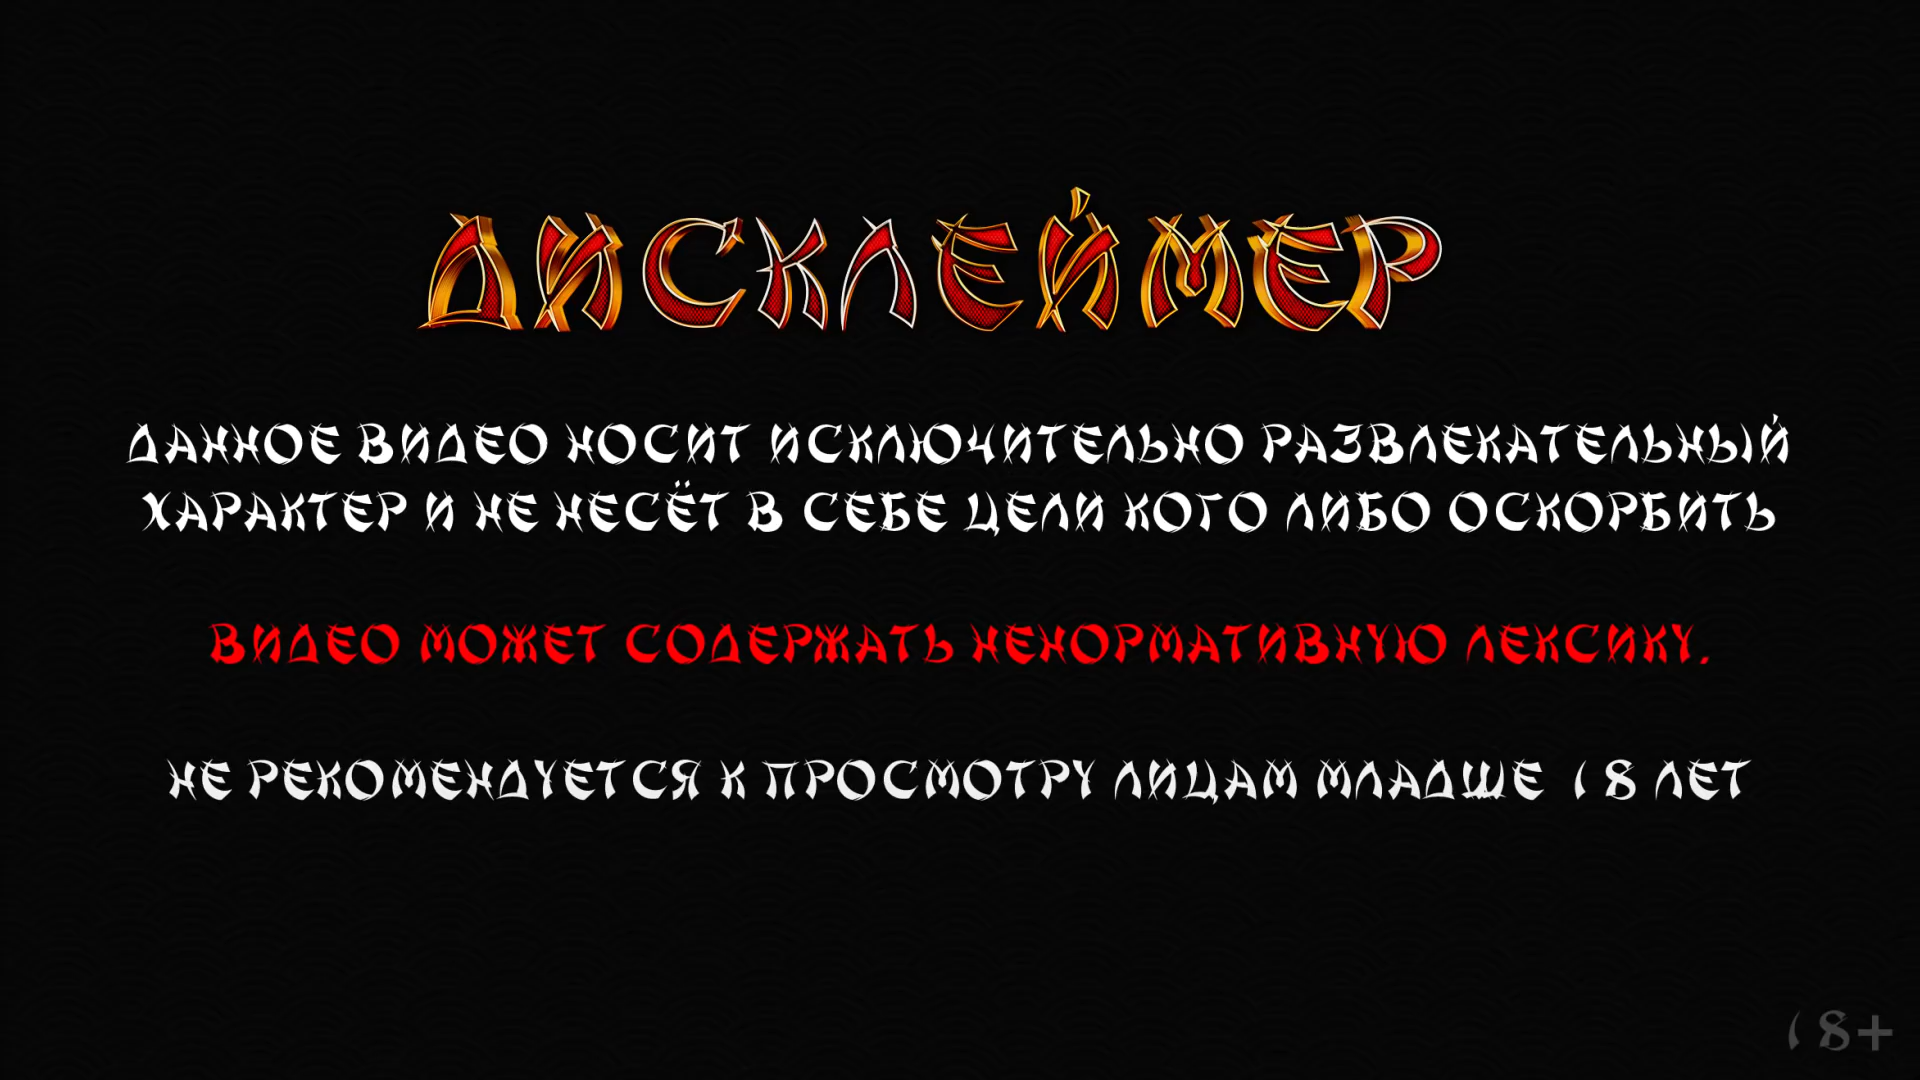 ДИСКЛЕЙМЕР
ДАННОЕ ВИДЕО НОСИТ ИСКЛЮЧИТЕЛЬНО РАЗВЛЕКАТЕЛЬНЫЙ
ХАРАКТЕР И НЕ НЕСЁТ В СЕБЕ ЦЕЛИ КОГО ЛИБО ОСКОРБИТЬ
ВИДЕО МОЖЕТ СОДЕРЖАТЬ НЕНОРМАТИВНУЮ ЛЕКСИКУ.
НЕ РЕКОМЕНДУЕТСЯ К ПРОСМОТРУ ЛИЦАМ МЛАДШЕ 18 ЛЕТ
18+